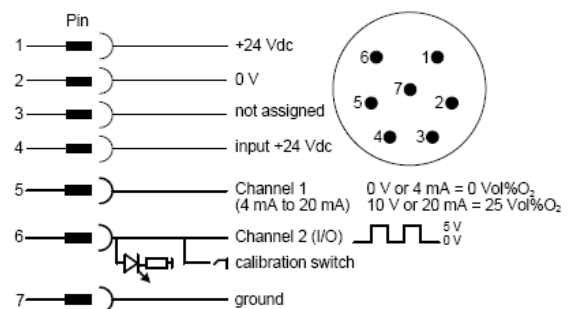 Pin
1 +24 Vdc
2 0 V
3 not assigned
4 input +24 Vdc
5 Channel 1 0 V or 4 mA = 0 Vol%O₂
(4 mA to 20 mA) 10 V or 20 mA = 25 Vol%O₂
6 Channel 2 (I/O) 5 V
0 V
calibration switch
7 ground
6 1
7
5 2
4 3